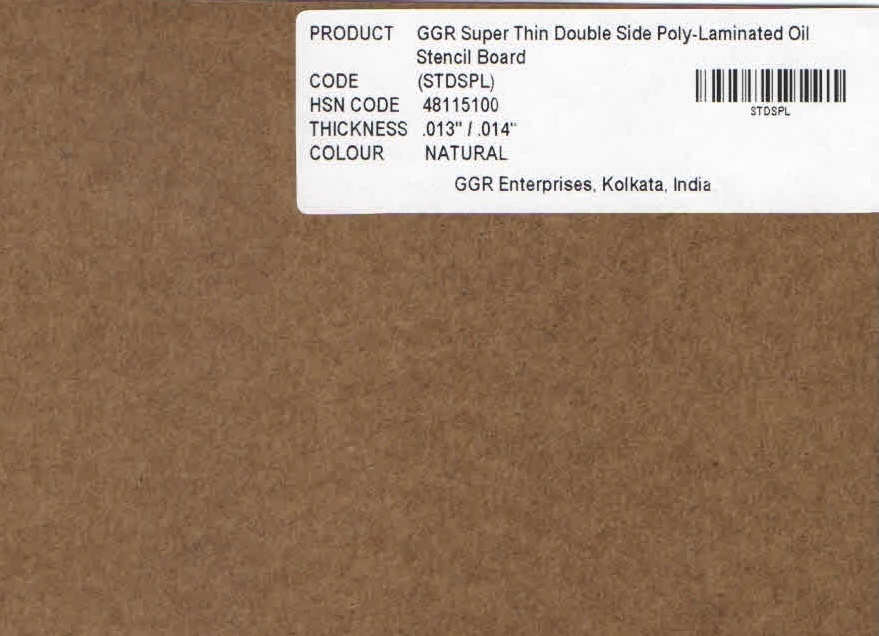 PRODUCT GGR Super Thin Double Side Poly-Laminated Oil
Stencil Board
CODE (STDSPL)
HSN CODE 48115100
THICKNESS .013" / .014"
COLOUR NATURAL
GGR Enterprises, Kolkata, India
STDSPL